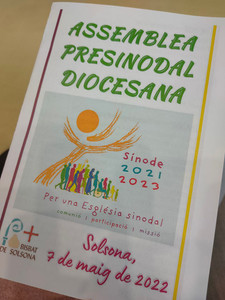 ASSEMBLEA
PRESINODAL
DIOCESANA
Sínode
2021
2023
Per una Església sinodal
comunió | participació | missió
BISBAT
DE SOLSONA
Solsona,
7 de maig de 2022